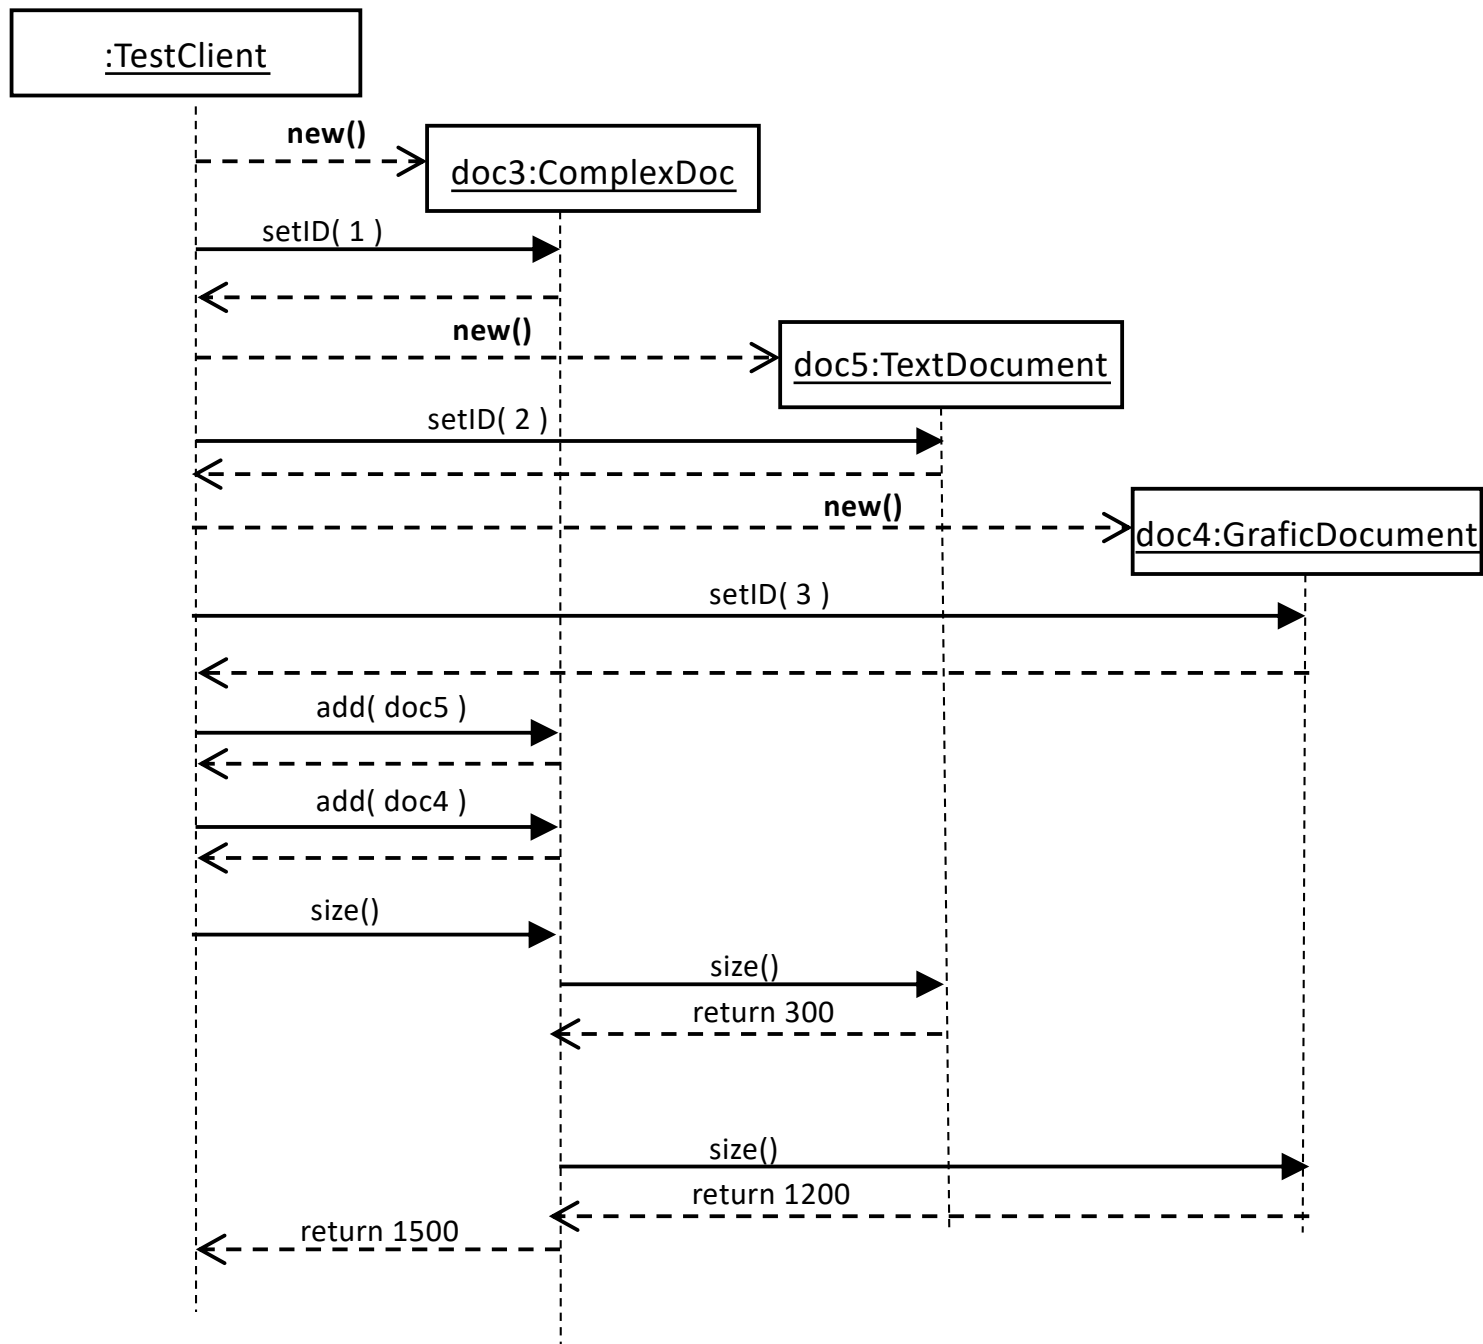 :TestClient
new()
doc3:ComplexDoc
setID( 1 )
new()
doc5:TextDocument
setID( 2 )
new()
doc4:GraficDocument
setID( 3 )
add( doc5 )
add( doc4 )
size()
size()
return 300
size()
return 1200
return 1500